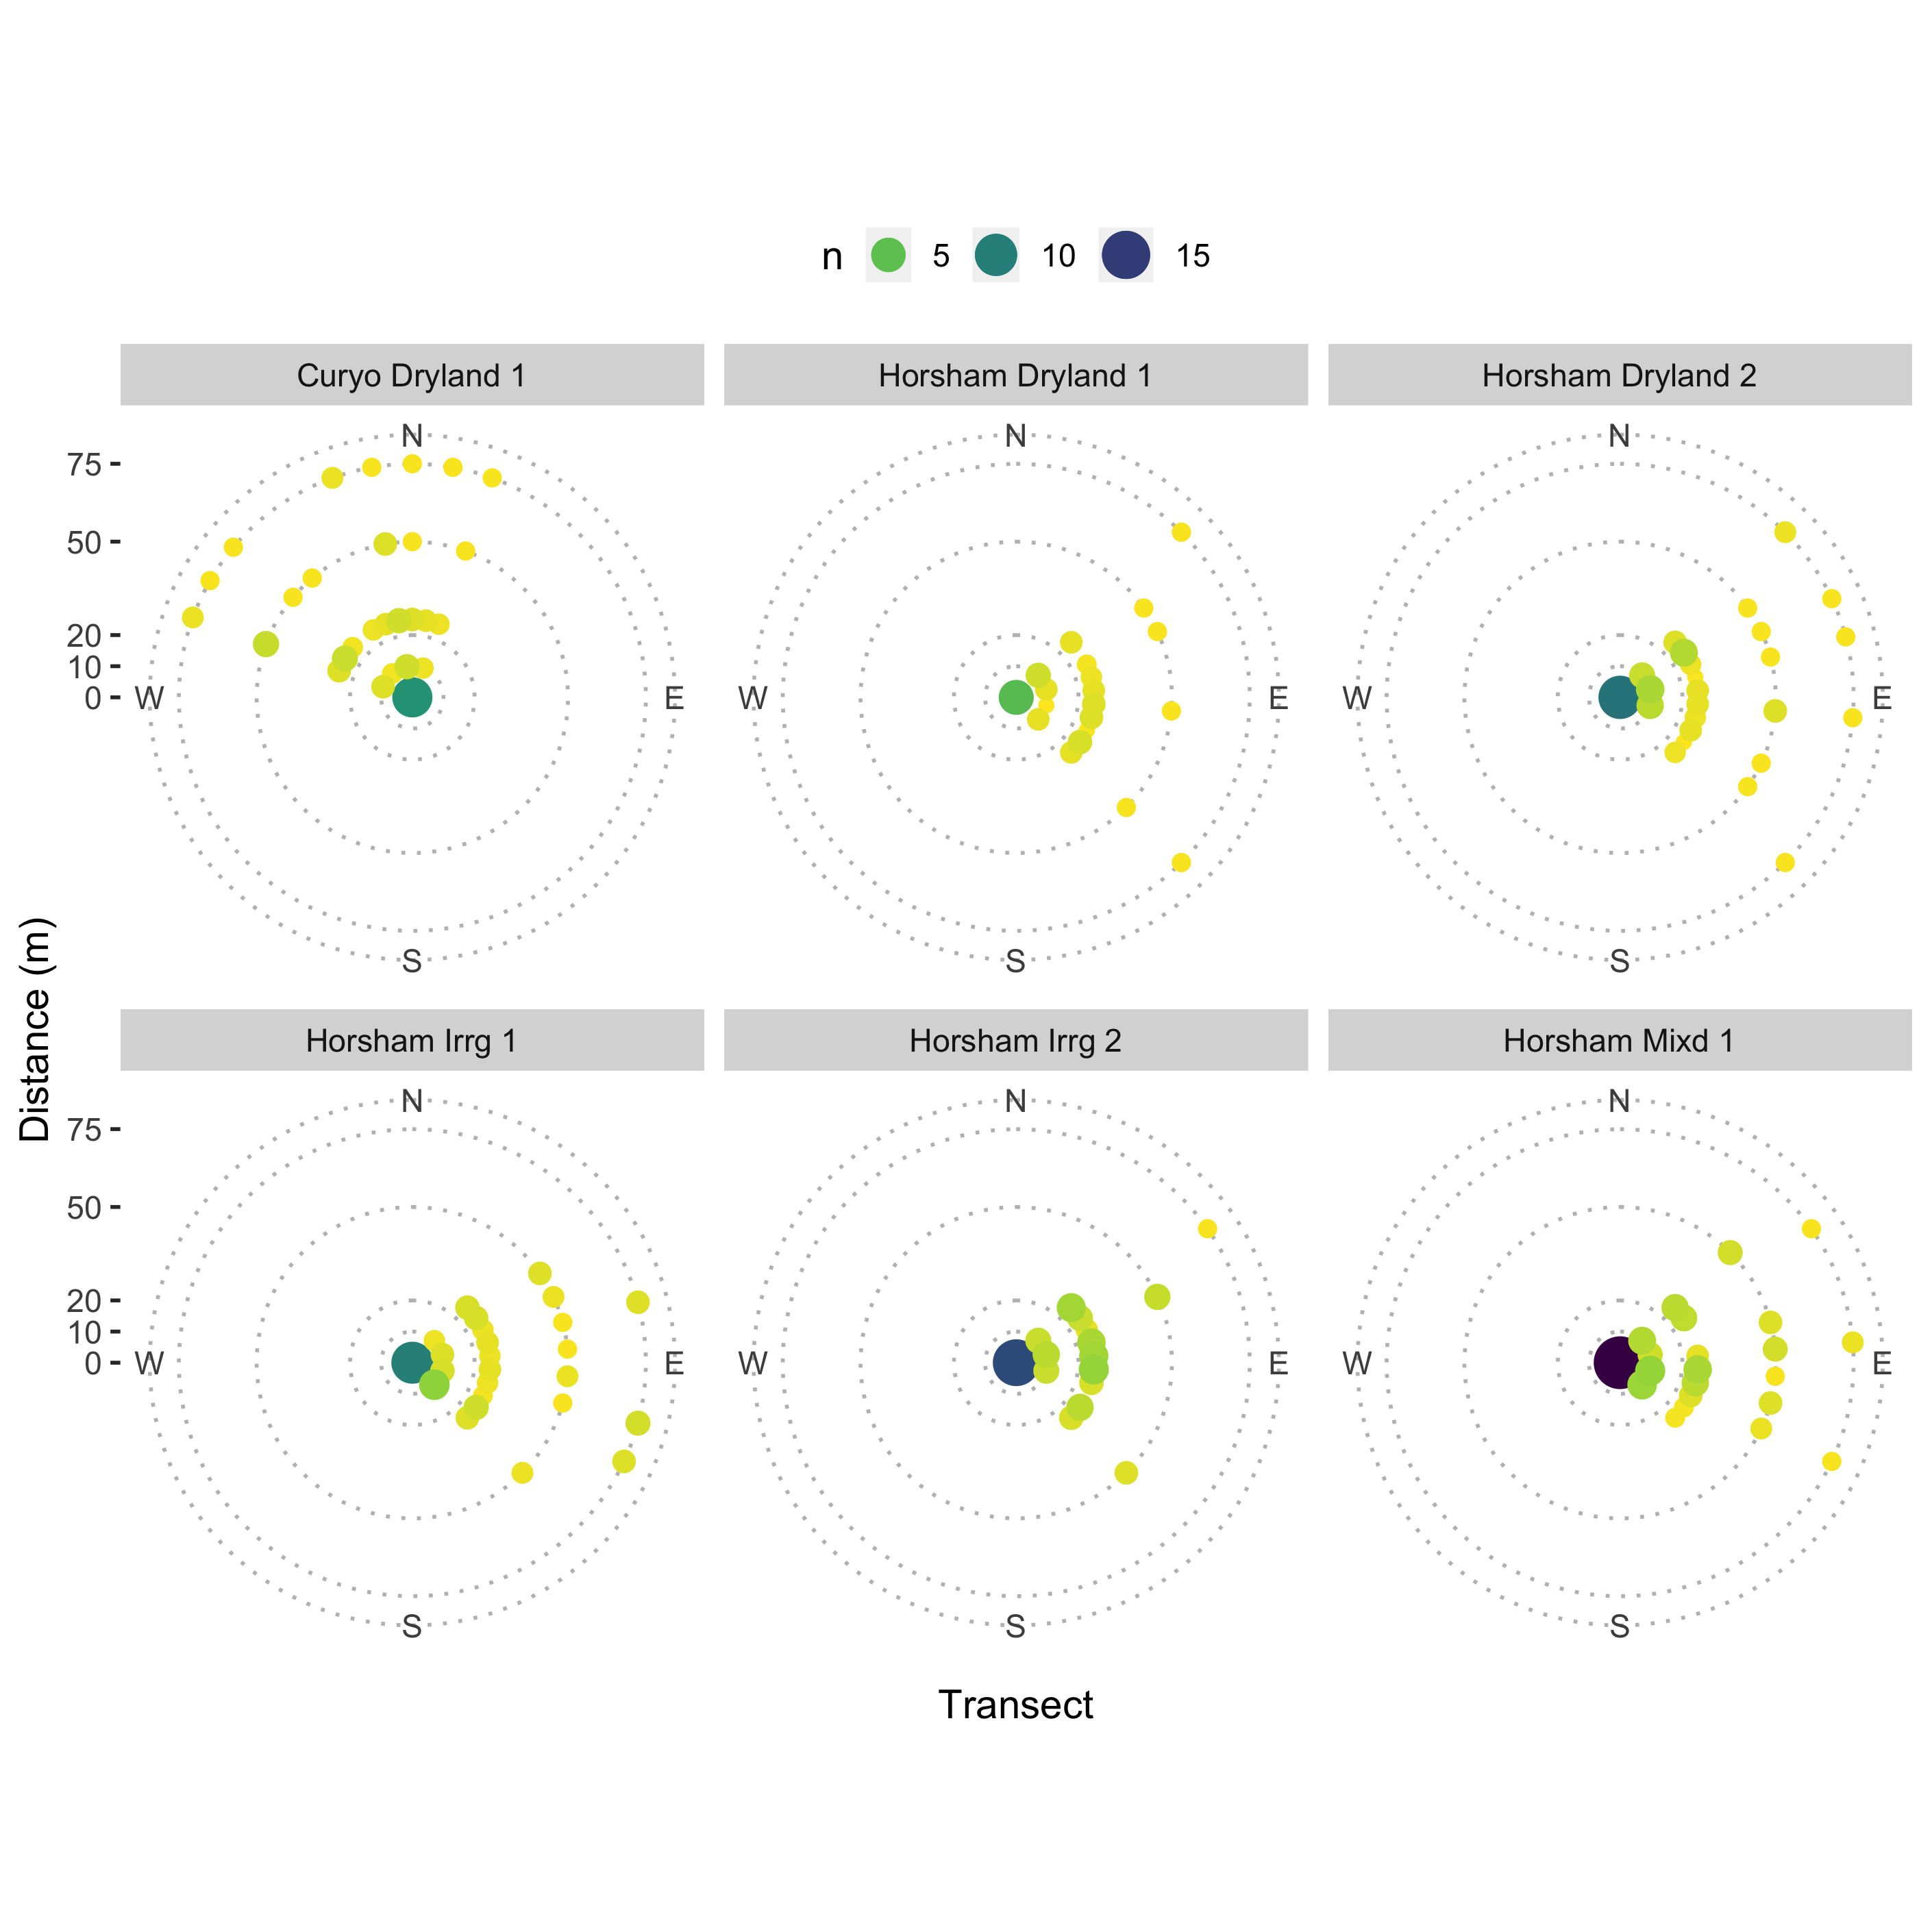 n 5 10 15
Curyo Dryland 1 Horsham Dryland 1 Horsham Dryland 2
N N N
75
50
20
10
0
W E W E W E
S S S
Distance (m)
Horsham Irrg 1 Horsham Irrg 2 Horsham Mixd 1
N N N
75
50
20
10
0
W E W E W E
S S S
Transect